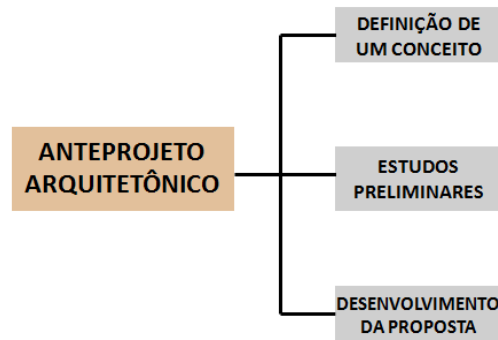 DEFINIÇÃO DE
UM CONCEITO
ANTEPROJETO
ARQUITETÔNICO
ESTUDOS
PRELIMINARES
DESENVOLVIMENTO
DA PROPOSTA